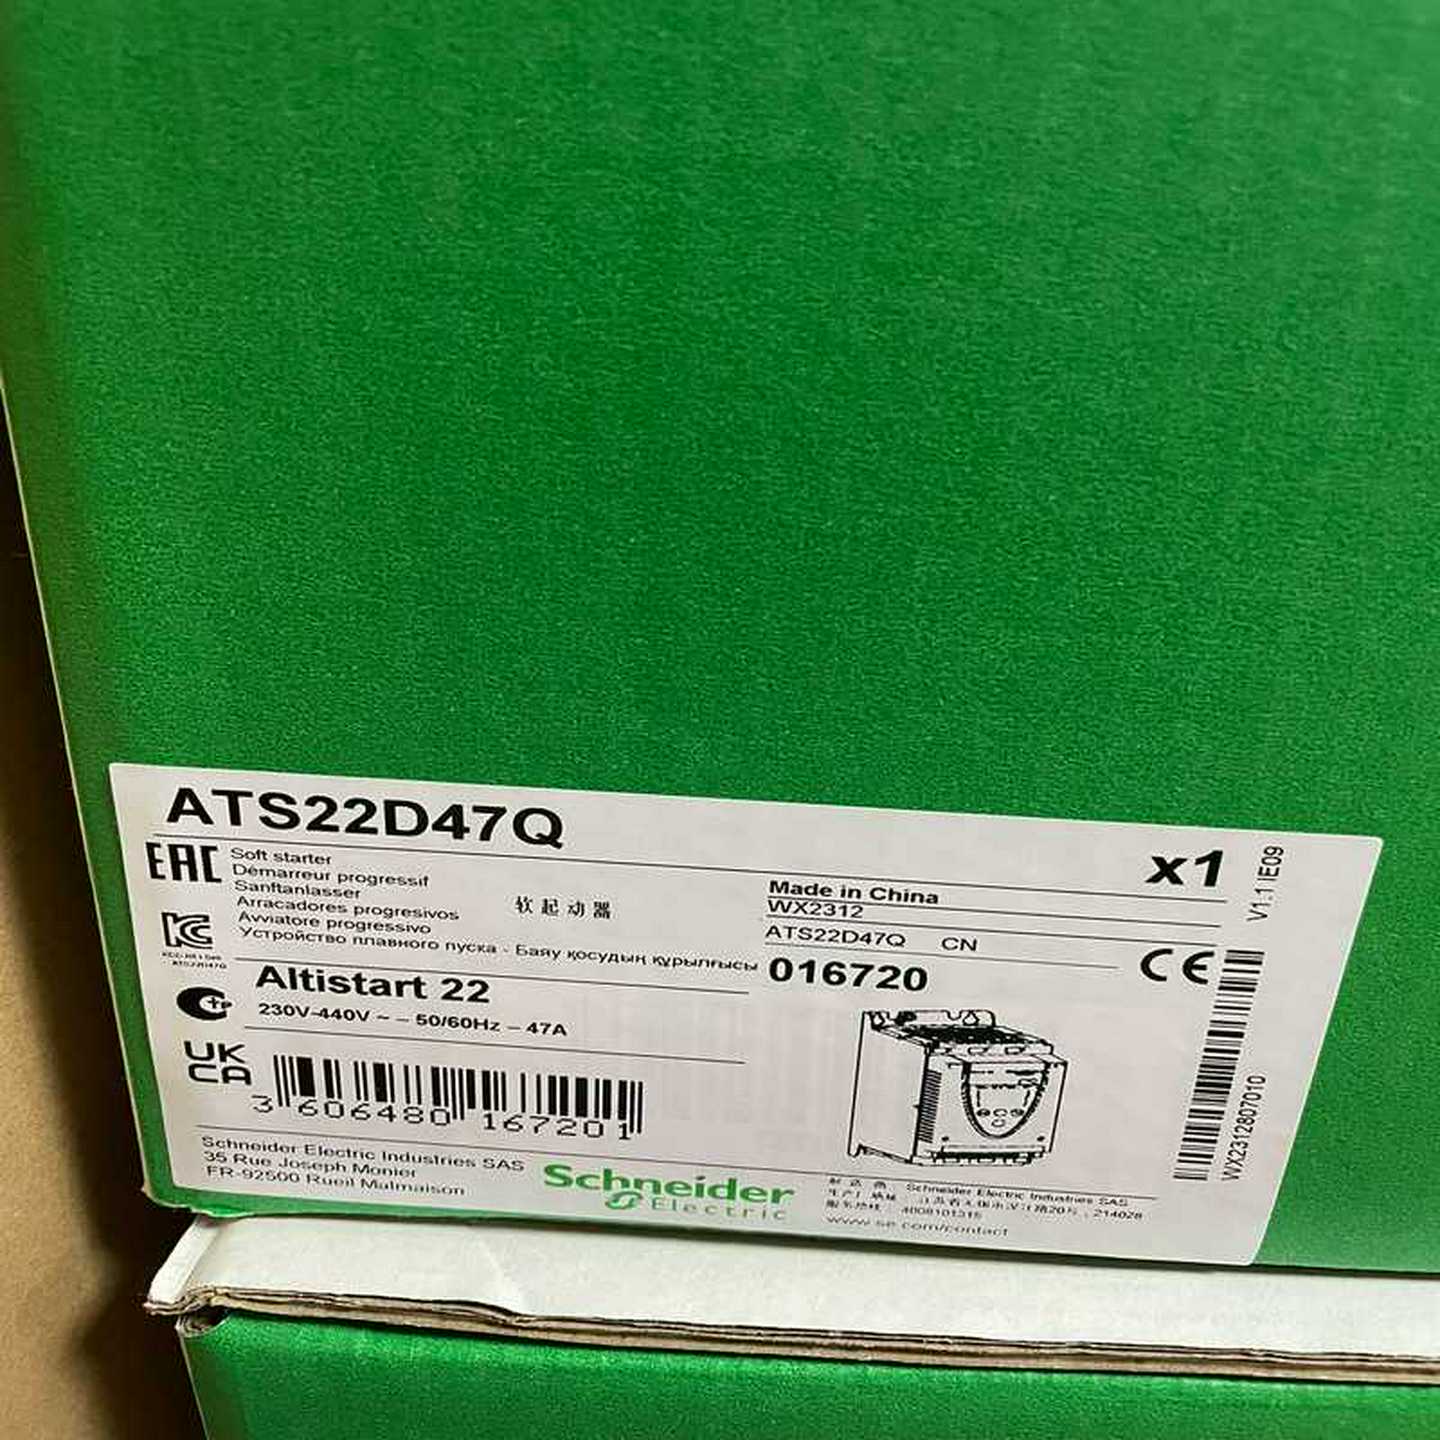 ATS22D47Q
x1
V1.1 IE09
Soft starter
Démarreur progressif
Sanftanlasser
Arracadores progresivos
Avviatore progressivo
Устройство плавного пуска - Баяу қосудың құрылғысы
软起动器
Made in China
WX2312
ATS22D47Q CN
016720
EAC
CE
Altistart 22
230V-440V ~ - 50/60Hz - 47A
UK
CA
3 606480 167201
WX2312807010
Schneider Electric Industries SAS
35 Rue Joseph Monier
FR-92500 Rueil Malmaison
Schneider
Electric
Schneider Electric Industries SAS
214028
4008101315
www.se.com/contact